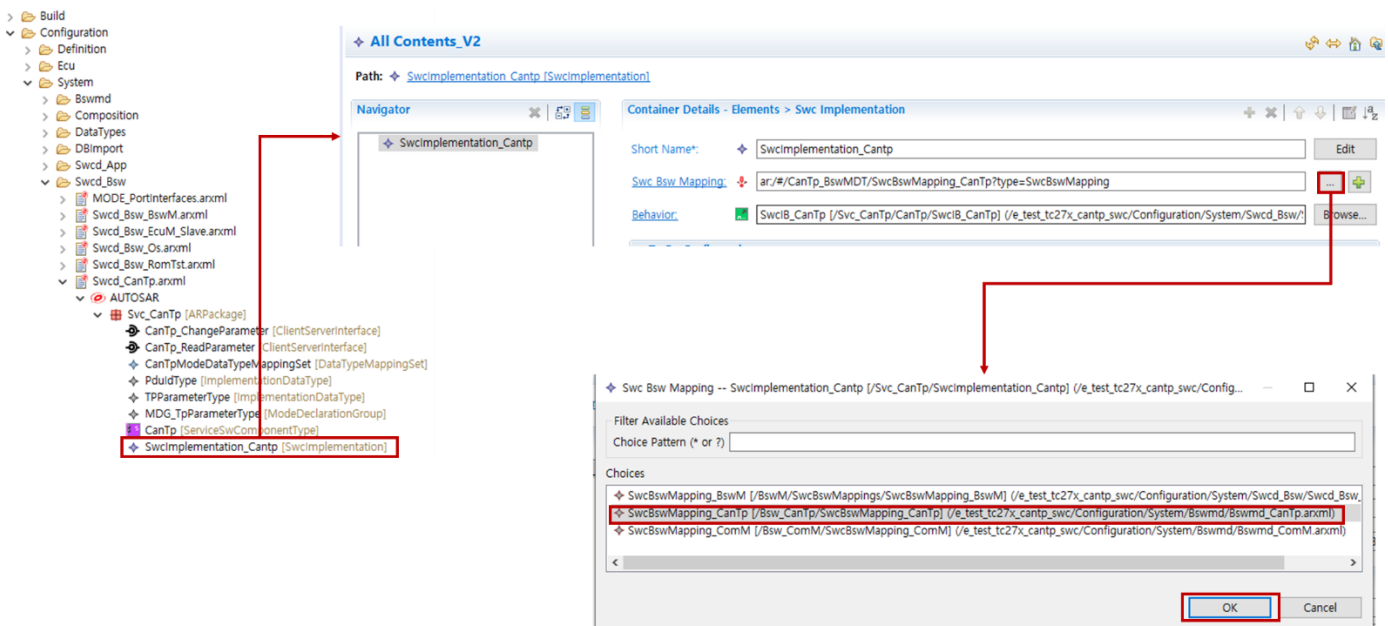 Build
Configuration
Definition
Ecu
System
Bswmd
Composition
DataTypes
DBImport
Swcd_App
Swcd_Bsw
MODE_PortInterfaces.arxml
Swcd_Bsw_BswM.arxml
Swcd_Bsw_EcuM_Slave.arxml
Swcd_Bsw_Os.arxml
Swcd_Bsw_RomTst.arxml
Swcd_CanTp.arxml
AUTOSAR
Svc_CanTp [ARPackage]
CanTp_ChangeParameter [ClientServerInterface]
CanTp_ReadParameter [ClientServerInterface]
CanTpModeDataTypeMappingSet [DataTypeMappingSet]
PduIdType [ImplementationDataType]
TPParameterType [ImplementationDataType]
MDG_TpParameterType [ModeDeclarationGroup]
CanTp [ServiceSwComponentType]
SwcImplementation_Cantp [SwcImplementation]
All Contents_V2
Path: SwcImplementation_Cantp [SwcImplementation]
Navigator
SwcImplementation_Cantp
Container Details - Elements > Swc Implementation
Short Name*: SwcImplementation_Cantp Edit
Swc Bsw Mapping: ar:/#/CanTp_BswMDT/SwcBswMapping_CanTp?type=SwcBswMapping ...
Behavior: SwcIB_CanTp [/Svc_CanTp/CanTp/SwcIB_CanTp] (/e_test_tc27x_cantp_swc/Configuration/System/Swcd_Bsw/ Browse...
Swc Bsw Mapping -- SwcImplementation_Cantp [/Svc_CanTp/SwcImplementation_Cantp] (/e_test_tc27x_cantp_swc/Config...
Filter Available Choices
Choice Pattern (* or ?)
Choices
SwcBswMapping_BswM [/BswM/SwcBswMappings/SwcBswMapping_BswM] (/e_test_tc27x_cantp_swc/Configuration/System/Swcd_Bsw/Swcd_Bsw_
SwcBswMapping_CanTp [/Bsw_CanTp/SwcBswMapping_CanTp] (/e_test_tc27x_cantp_swc/Configuration/System/Bswmd/Bswmd_CanTp.arxml)
SwcBswMapping_ComM [/Bsw_ComM/SwcBswMapping_ComM] (/e_test_tc27x_cantp_swc/Configuration/System/Bswmd/Bswmd_ComM.arxml)
OK Cancel